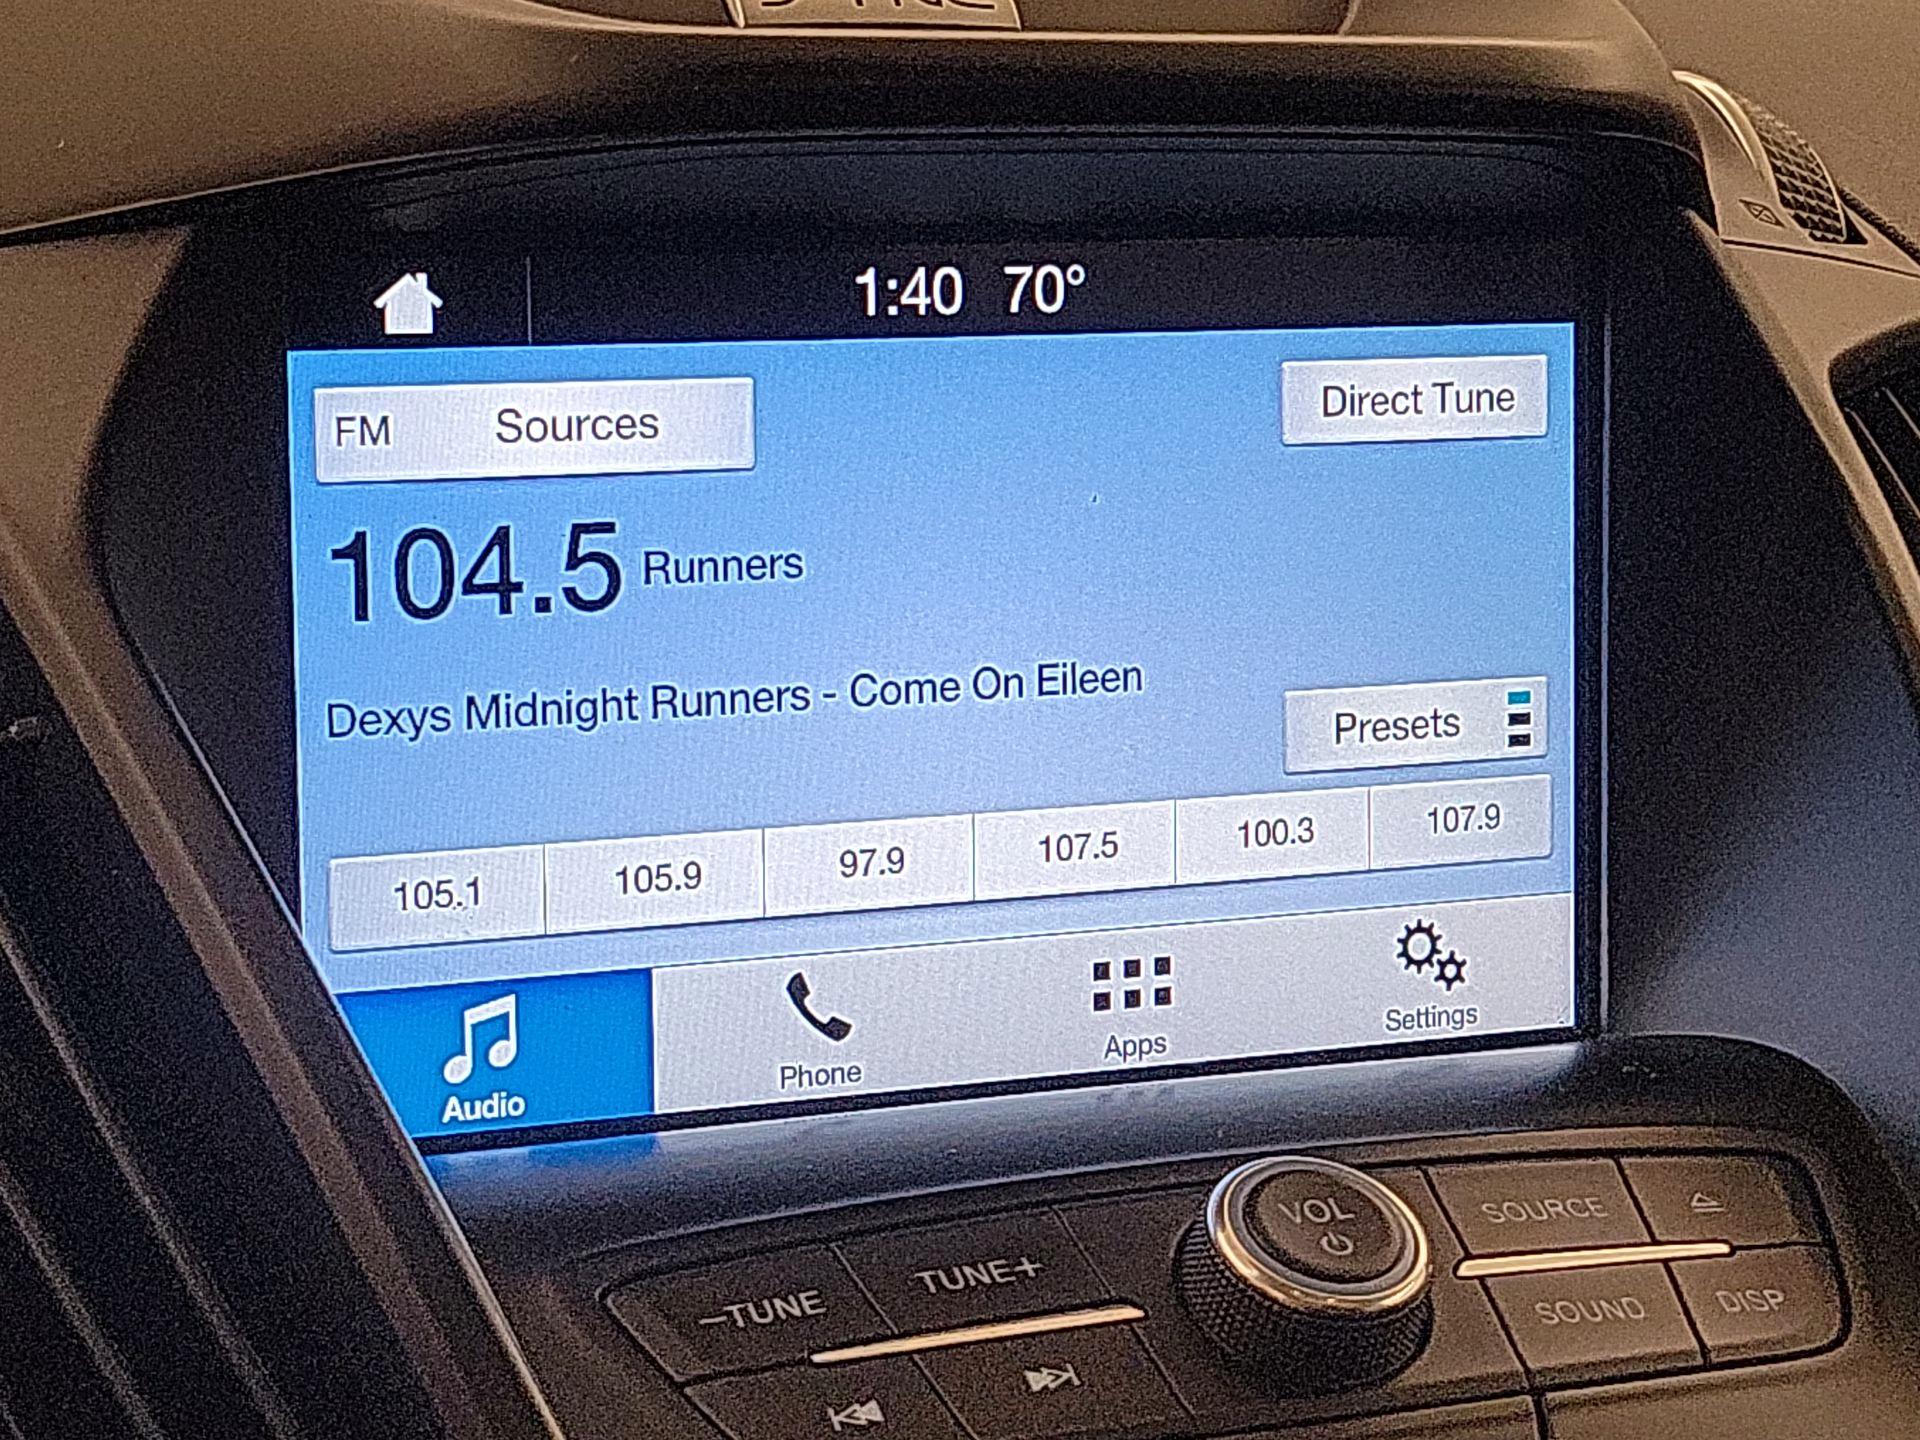 SYNC
1:40 70°
FM Sources
Direct Tune
104.5 Runners
Dexys Midnight Runners - Come On Eileen
Presets
105.1 105.9 97.9 107.5 100.3 107.9
Audio Phone Apps Settings
VOL
SOURCE
-TUNE TUNE+
SOUND DISP